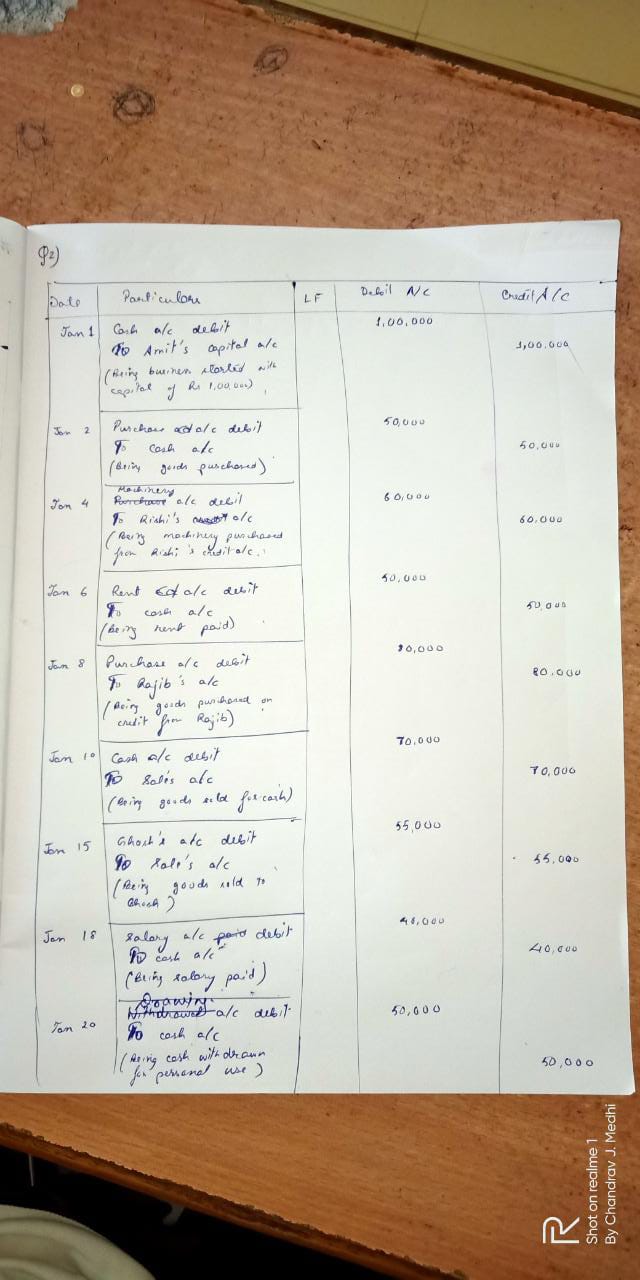 Q2)
Date Particulars LF Debit A/c Credit A/c
Jan 1 Cash a/c debit 1,00,000
To Amit's capital a/c 1,00,000
(Being business started with
capital of Rs 1,00,000)
Jan 2 Purchase a/c debit 50,000
To cash a/c 50,000
(Being goods purchased)
Machinery
Jan 4 Purchase a/c debit 60,000
To Rishi's a/c 60,000
(Being machinery purchased
from Rishi's credit a/c.
Jan 6 Rent a/c debit 50,000
To cash a/c 50,000
(Being rent paid)
Jan 8 Purchase a/c debit 80,000
To Rajib's a/c 80,000
(Being goods purchased on
credit from Rajib)
Jan 10 Cash a/c debit 70,000
To Sales a/c 70,000
(Being goods sold for cash)
Jan 15 Ghosh's a/c debit 55,000
To Sale's a/c 55,000
(Being goods sold to
Ghosh)
Jan 18 Salary a/c paid debit 40,000
To cash a/c 40,000
(Being salary paid)
Drawing
Jan 20 Withdrawal a/c debit 50,000
To cash a/c 50,000
(Being cash withdrawn
for personal use)
Shot on realme 1
By Chandrav J. Medhi